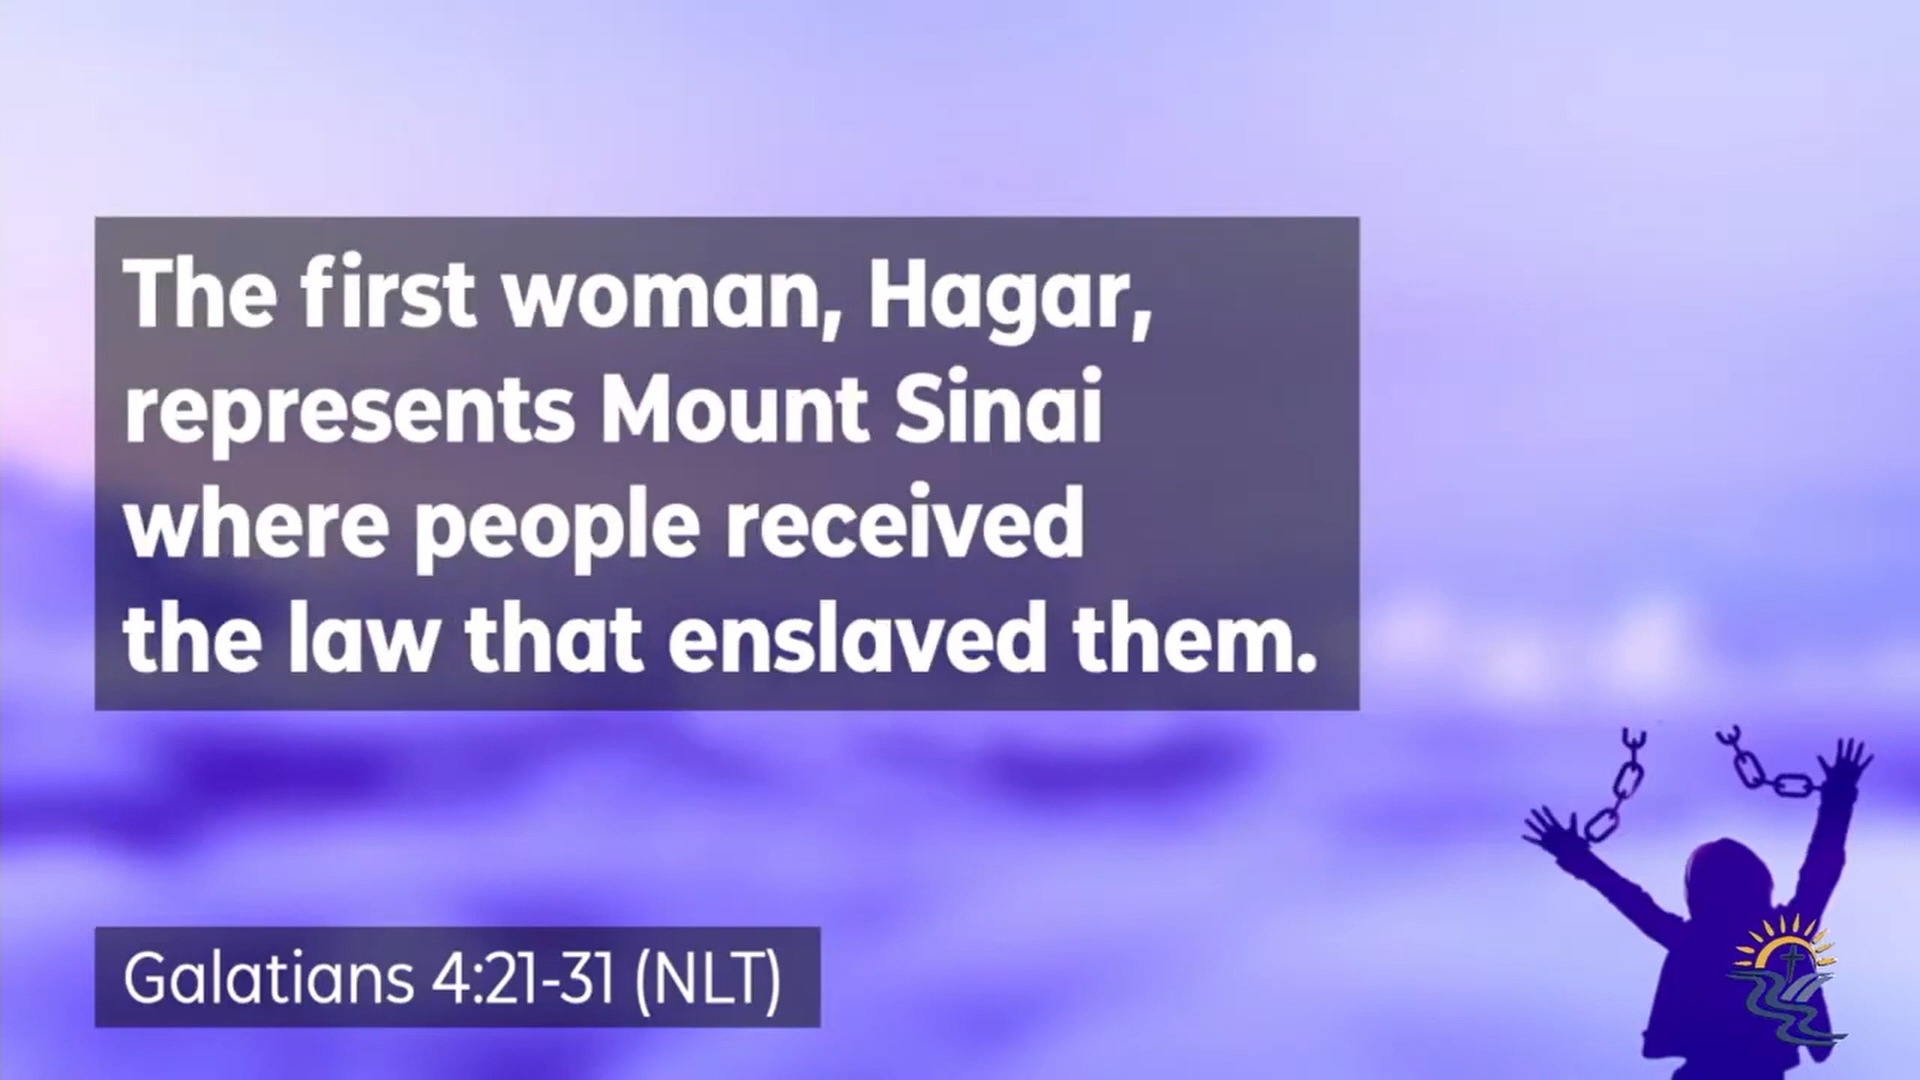 The first woman, Hagar,
represents Mount Sinai
where people received
the law that enslaved them.
Galatians 4:21-31 (NLT)